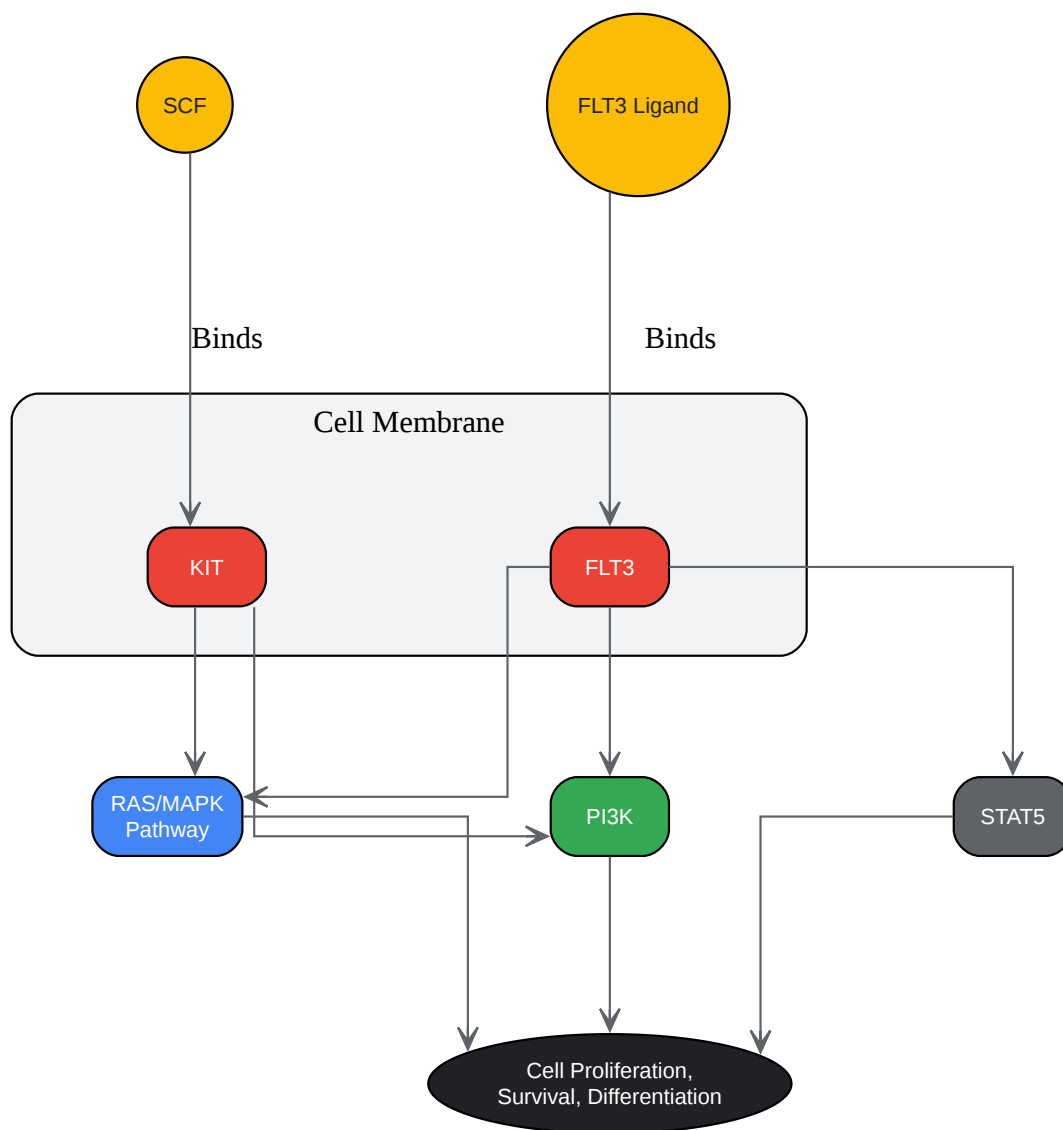 SCF
FLT3 Ligand
Binds
Binds
Cell Membrane
KIT
FLT3
RAS/MAPK
Pathway
PI3K
STAT5
Cell Proliferation,
Survival, Differentiation